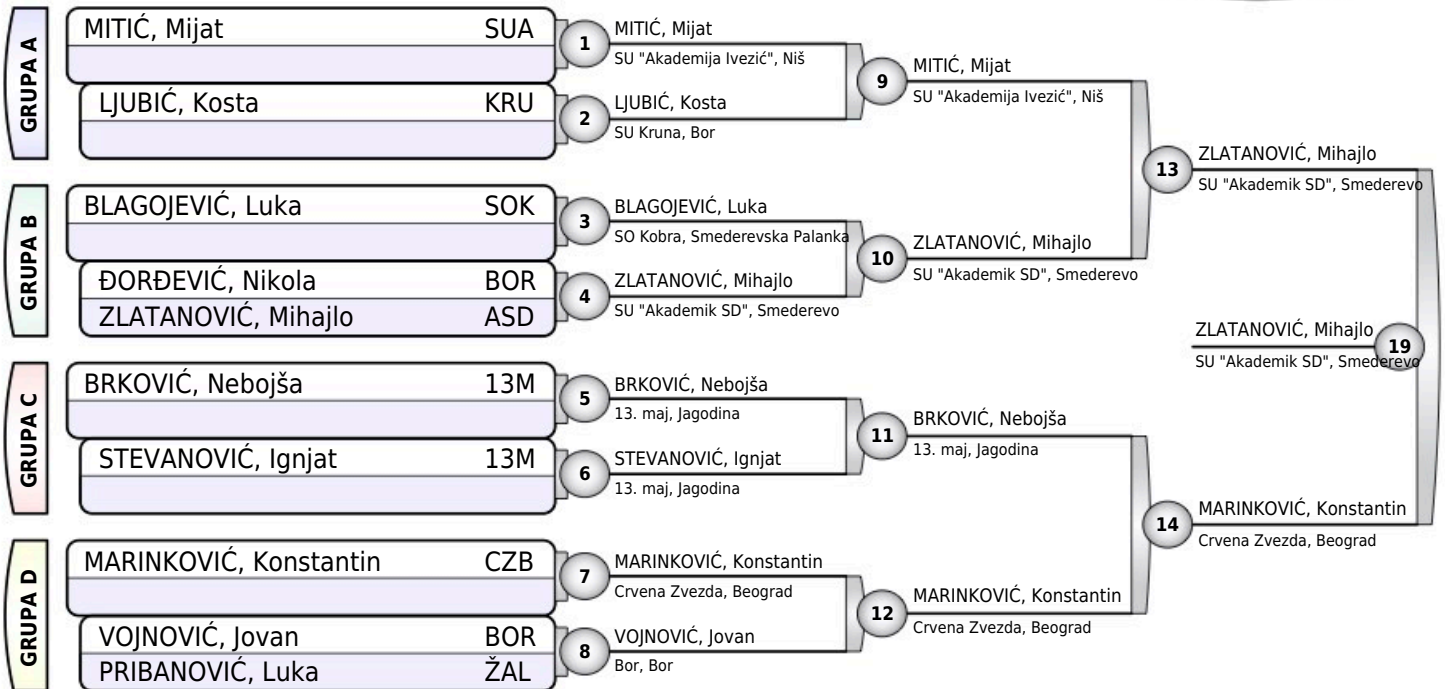 GRUPA A
MITIĆ, Mijat SUA
LJUBIĆ, Kosta KRU
GRUPA B
BLAGOJEVIĆ, Luka SOK
ĐORĐEVIĆ, Nikola BOR
ZLATANOVIĆ, Mihajlo ASD
GRUPA C
BRKOVIĆ, Nebojša 13M
STEVANOVIĆ, Ignjat 13M
GRUPA D
MARINKOVIĆ, Konstantin CZB
VOJNOVIĆ, Jovan BOR
PRIBANOVIĆ, Luka ŽAL
1 MITIĆ, Mijat
SU "Akademija Ivezić", Niš
2 LJUBIĆ, Kosta
SU Kruna, Bor
3 BLAGOJEVIĆ, Luka
SO Kobra, Smederevska Palanka
4 ZLATANOVIĆ, Mihajlo
SU "Akademik SD", Smederevo
5 BRKOVIĆ, Nebojša
13. maj, Jagodina
6 STEVANOVIĆ, Ignjat
13. maj, Jagodina
7 MARINKOVIĆ, Konstantin
Crvena Zvezda, Beograd
8 VOJNOVIĆ, Jovan
Bor, Bor
9 MITIĆ, Mijat
SU "Akademija Ivezić", Niš
10 ZLATANOVIĆ, Mihajlo
SU "Akademik SD", Smederevo
11 BRKOVIĆ, Nebojša
13. maj, Jagodina
12 MARINKOVIĆ, Konstantin
Crvena Zvezda, Beograd
13 ZLATANOVIĆ, Mihajlo
SU "Akademik SD", Smederevo
14 MARINKOVIĆ, Konstantin
Crvena Zvezda, Beograd
ZLATANOVIĆ, Mihajlo 19
SU "Akademik SD", Smederevo